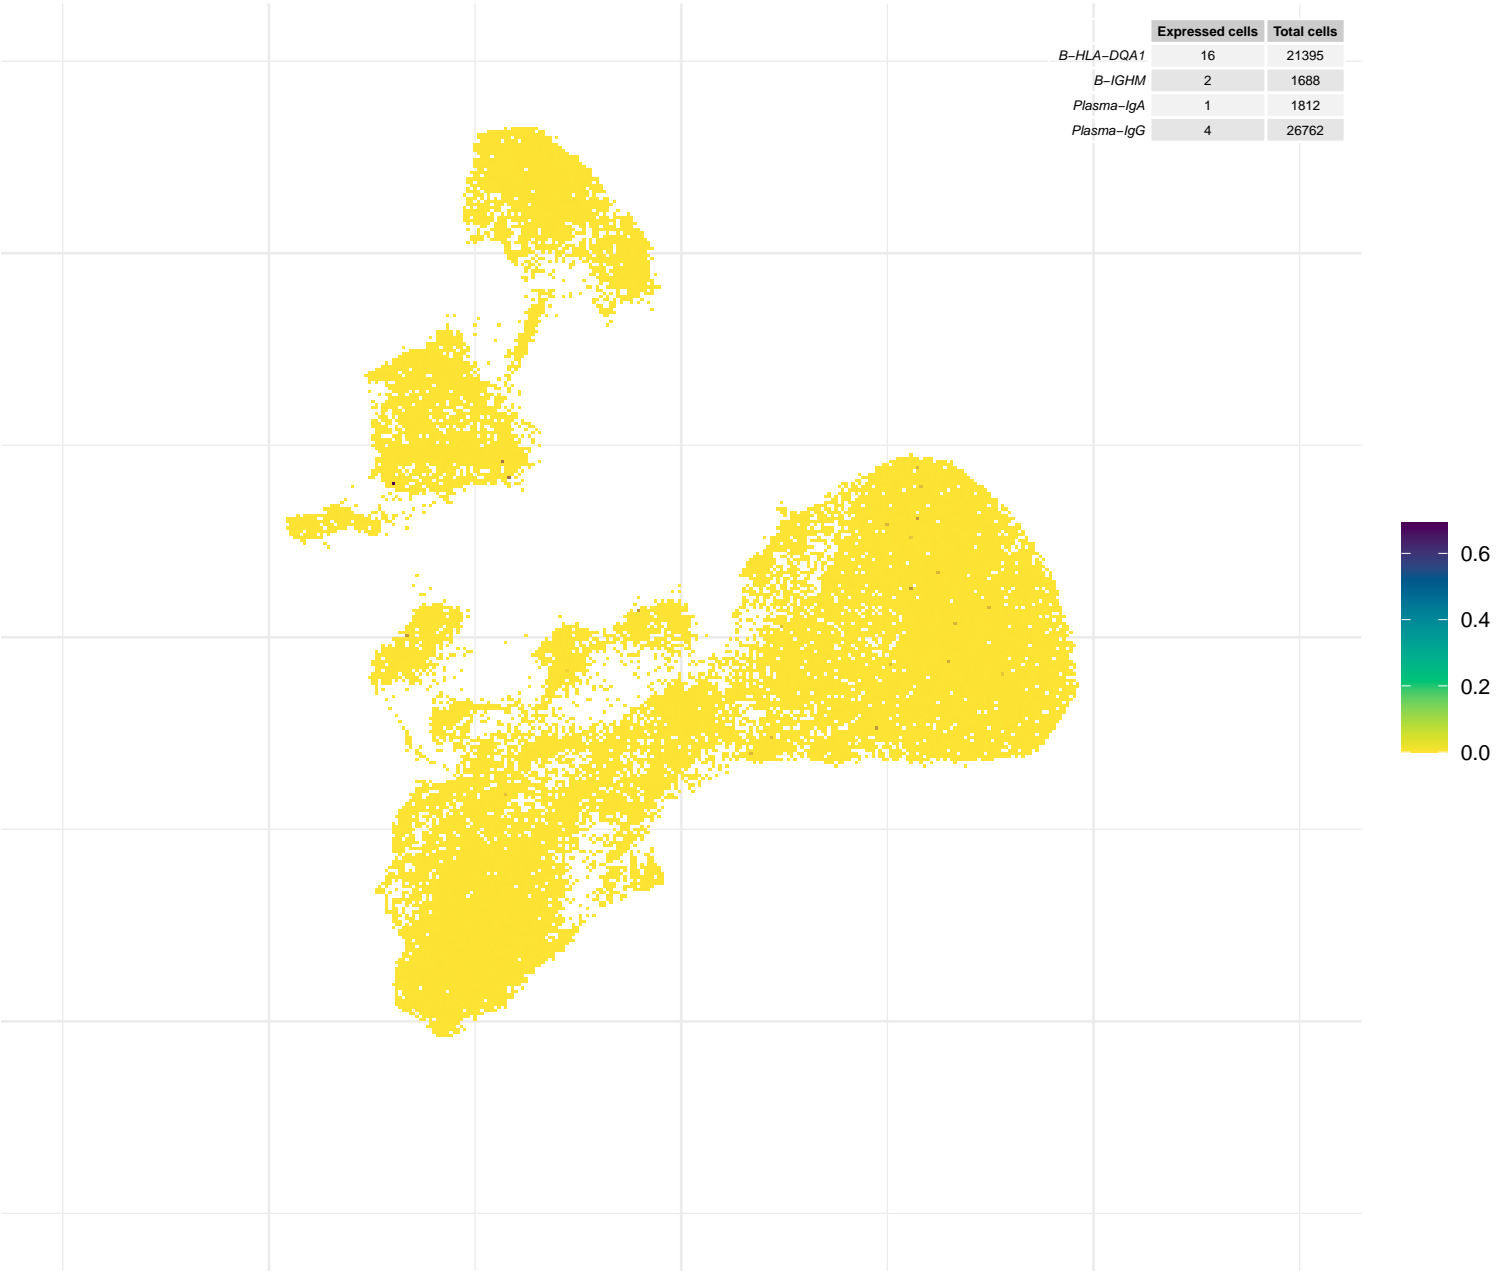 Expressed cells Total cells
B−HLA−DQA1 16 21395
B−IGHM 2 1688
Plasma−IgA 1 1812
Plasma−IgG 4 26762
0.6
0.4
0.2
0.0